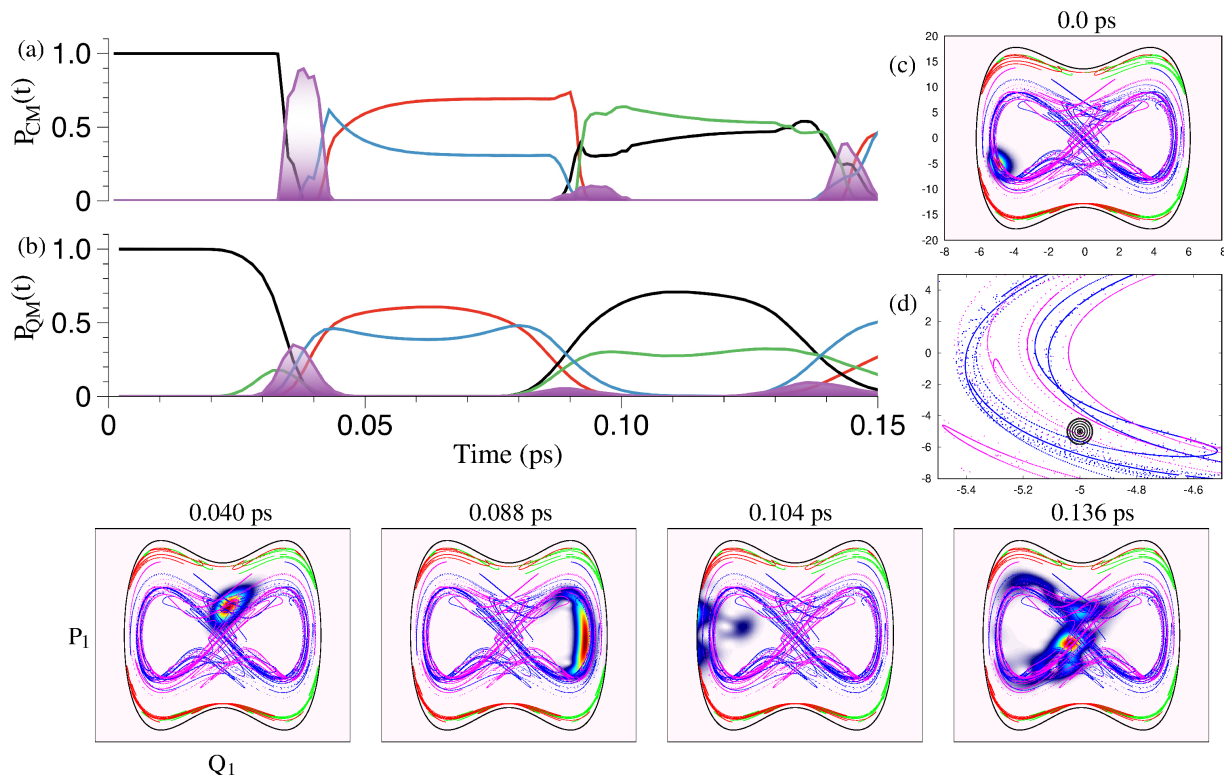 (a)
1.0
0.5
0
P_CM(t)
(b)
1.0
0.5
0
P_QM(t)
0 0.05 0.10 0.15
Time (ps)
0.0 ps
(c)
20
15
10
5
0
-5
-10
-15
-20
-8 -6 -4 -2 0 2 4 6 8
(d)
4
2
0
-2
-4
-6
-8
-5.4 -5.2 -5 -4.8 -4.6
0.040 ps 0.088 ps 0.104 ps 0.136 ps
P₁
Q₁